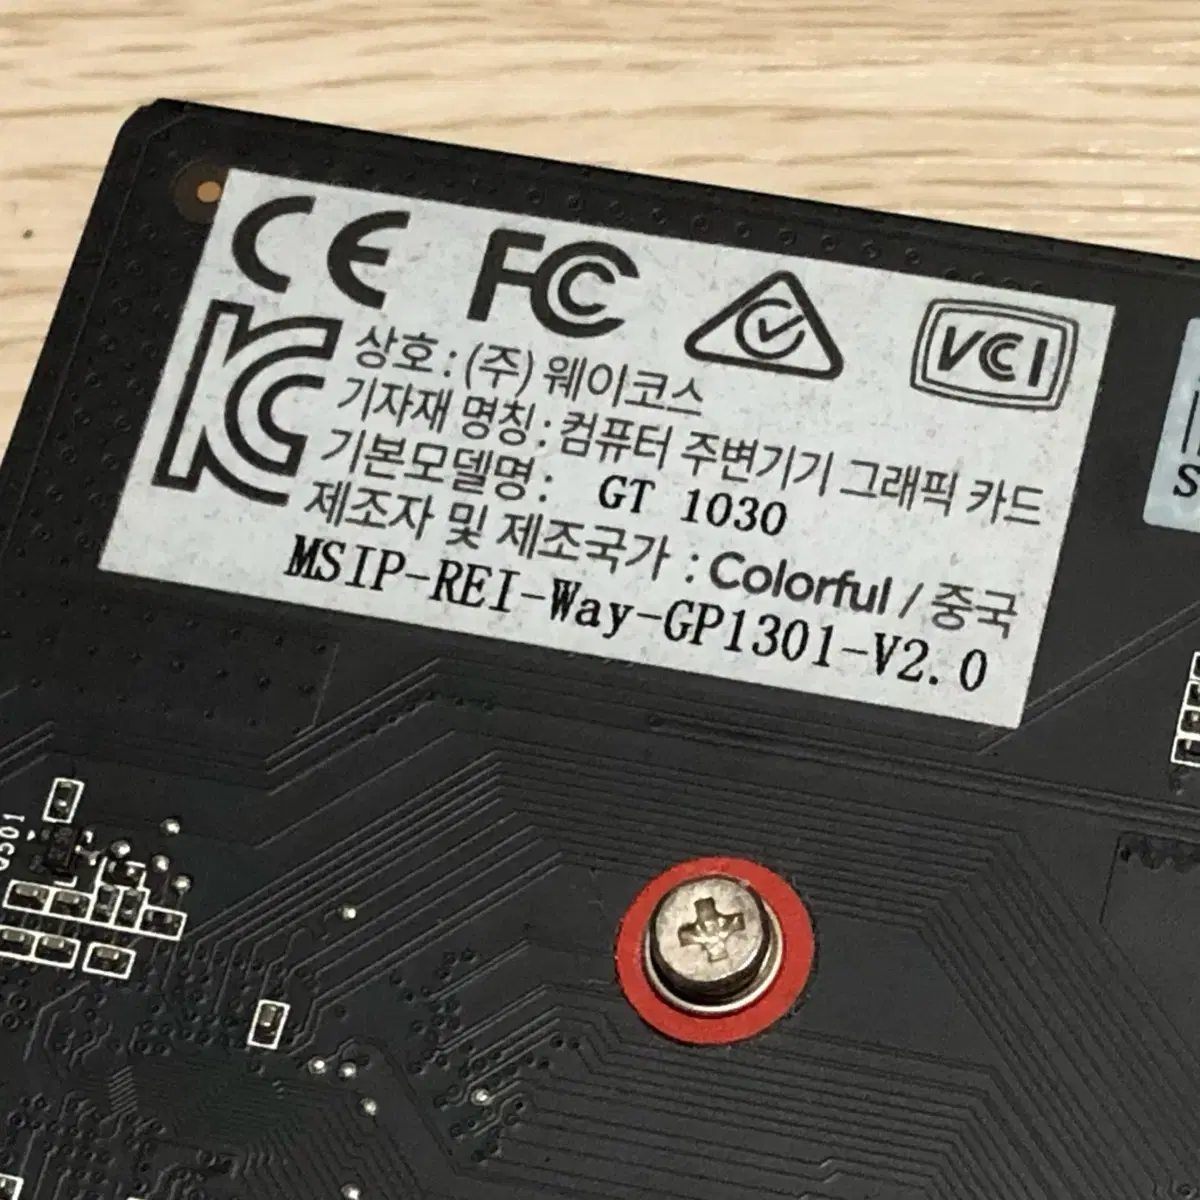 CE FC VCI
KC
상호 : (주) 웨이코스
기자재 명칭 : 컴퓨터 주변기기 그래픽 카드
기본모델명 : GT 1030
제조자 및 제조국가 : Colorful / 중국
MSIP-REI-Way-GP1301-V2.0